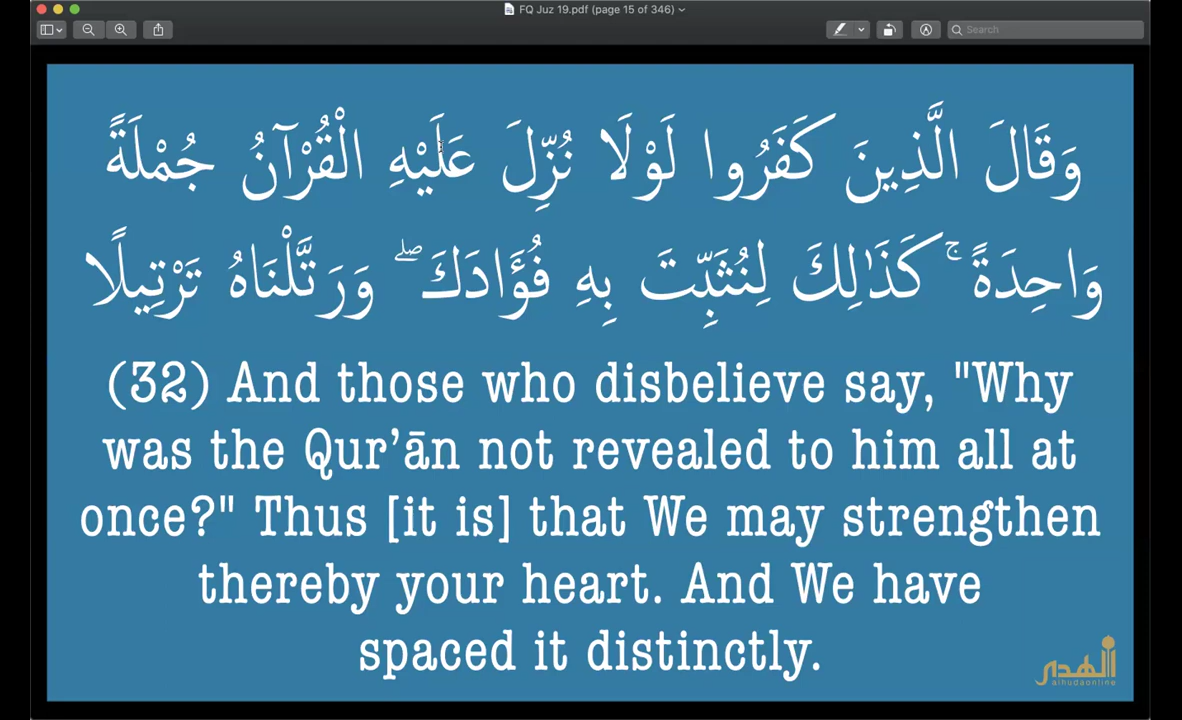 FQ Juz 19.pdf (page 15 of 346)
Search
وَقَالَ الَّذِينَ كَفَرُوا لَوْلَا نُزِّلَ عَلَيْهِ الْقُرْآنُ جُمْلَةً
وَاحِدَةً ۚ كَذَٰلِكَ لِنُثَبِّتَ بِهِ فُؤَادَكَ ۖ وَرَتَّلْنَاهُ تَرْتِيلًا
(32) And those who disbelieve say, "Why
was the Qur’ān not revealed to him all at
once?" Thus [it is] that We may strengthen
thereby your heart. And We have
spaced it distinctly.
الهدى
alhudaonline